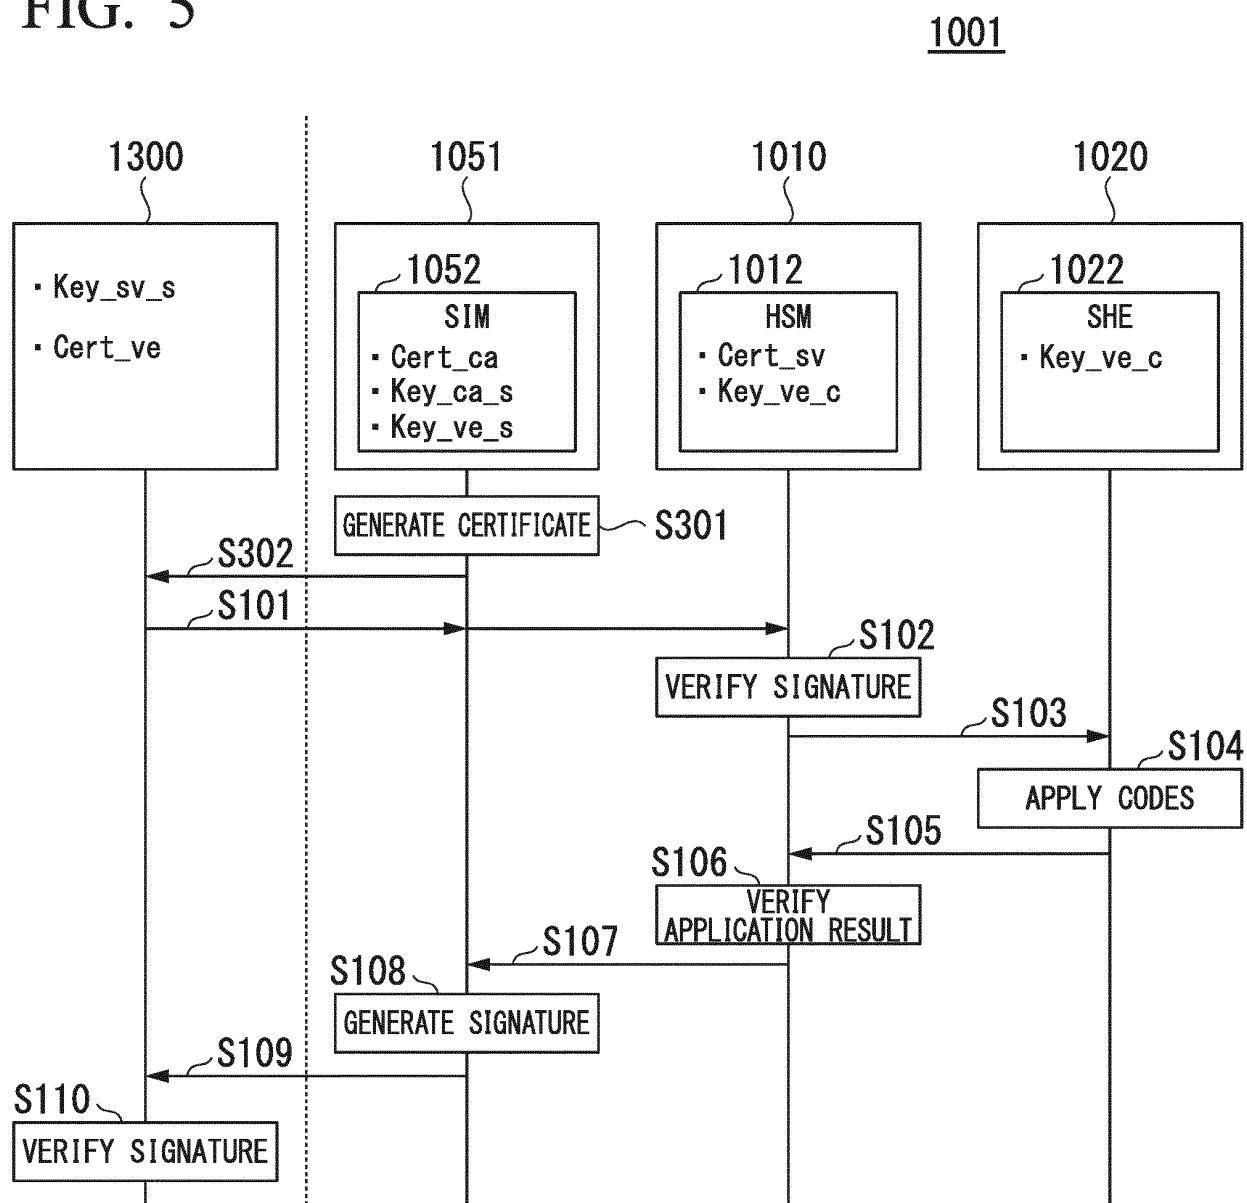 FIG. 5
1001
1300
1051
1010
1020
· Key_sv_s
· Cert_ve
1052
SIM
· Cert_ca
· Key_ca_s
· Key_ve_s
1012
HSM
· Cert_sv
· Key_ve_c
1022
SHE
· Key_ve_c
GENERATE CERTIFICATE
S301
S302
S101
S102
VERIFY SIGNATURE
S103
S104
APPLY CODES
S105
S106
VERIFY
APPLICATION RESULT
S107
S108
GENERATE SIGNATURE
S109
S110
VERIFY SIGNATURE